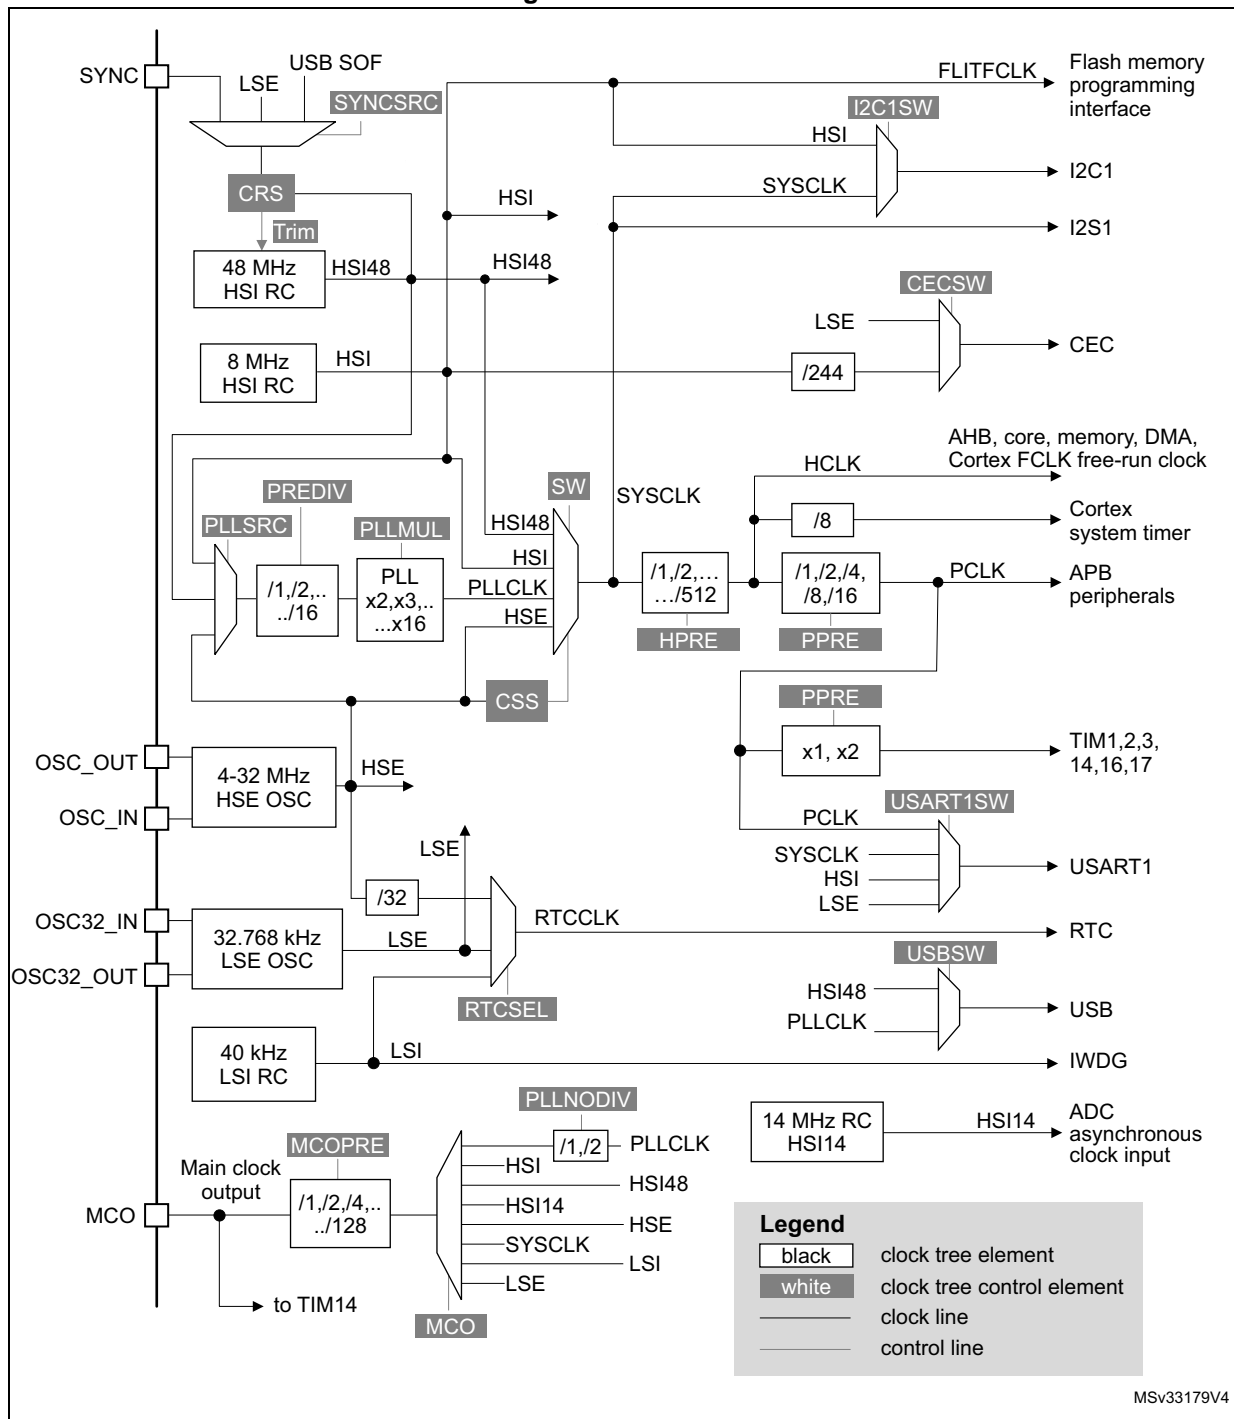 SYNC
USB SOF
LSE
SYNCSRC
CRS
Trim
48 MHz
HSI RC
HSI48
HSI48
HSI
8 MHz
HSI RC
HSI
FLITFCLK
Flash memory
programming
interface
I2C1SW
HSI
SYSCLK
I2C1
I2S1
CECSW
LSE
/244
CEC
AHB, core, memory, DMA,
Cortex FCLK free-run clock
HCLK
/8
Cortex
system timer
PLLSRC
PREDIV
/1,/2,..
../16
PLLMUL
PLL
x2,x3,..
...x16
SW
HSI48
HSI
PLLCLK
HSE
CSS
SYSCLK
/1,/2,…
…/512
HPRE
/1,/2,/4,
/8,/16
PPRE
PCLK
APB
peripherals
PPRE
x1, x2
TIM1,2,3,
14,16,17
OSC_OUT
OSC_IN
4-32 MHz
HSE OSC
HSE
USART1SW
PCLK
SYSCLK
HSI
LSE
USART1
LSE
/32
OSC32_IN
OSC32_OUT
32.768 kHz
LSE OSC
LSE
RTCCLK
RTC
RTCSEL
USBSW
HSI48
PLLCLK
USB
40 kHz
LSI RC
LSI
IWDG
14 MHz RC
HSI14
HSI14
ADC
asynchronous
clock input
PLLNODIV
/1,/2
PLLCLK
HSI
HSI48
HSI14
HSE
SYSCLK
LSI
LSE
MCO
MCOPRE
/1,/2,/4,..
../128
Main clock
output
MCO
to TIM14
Legend
black clock tree element
white clock tree control element
clock line
control line
MSv33179V4